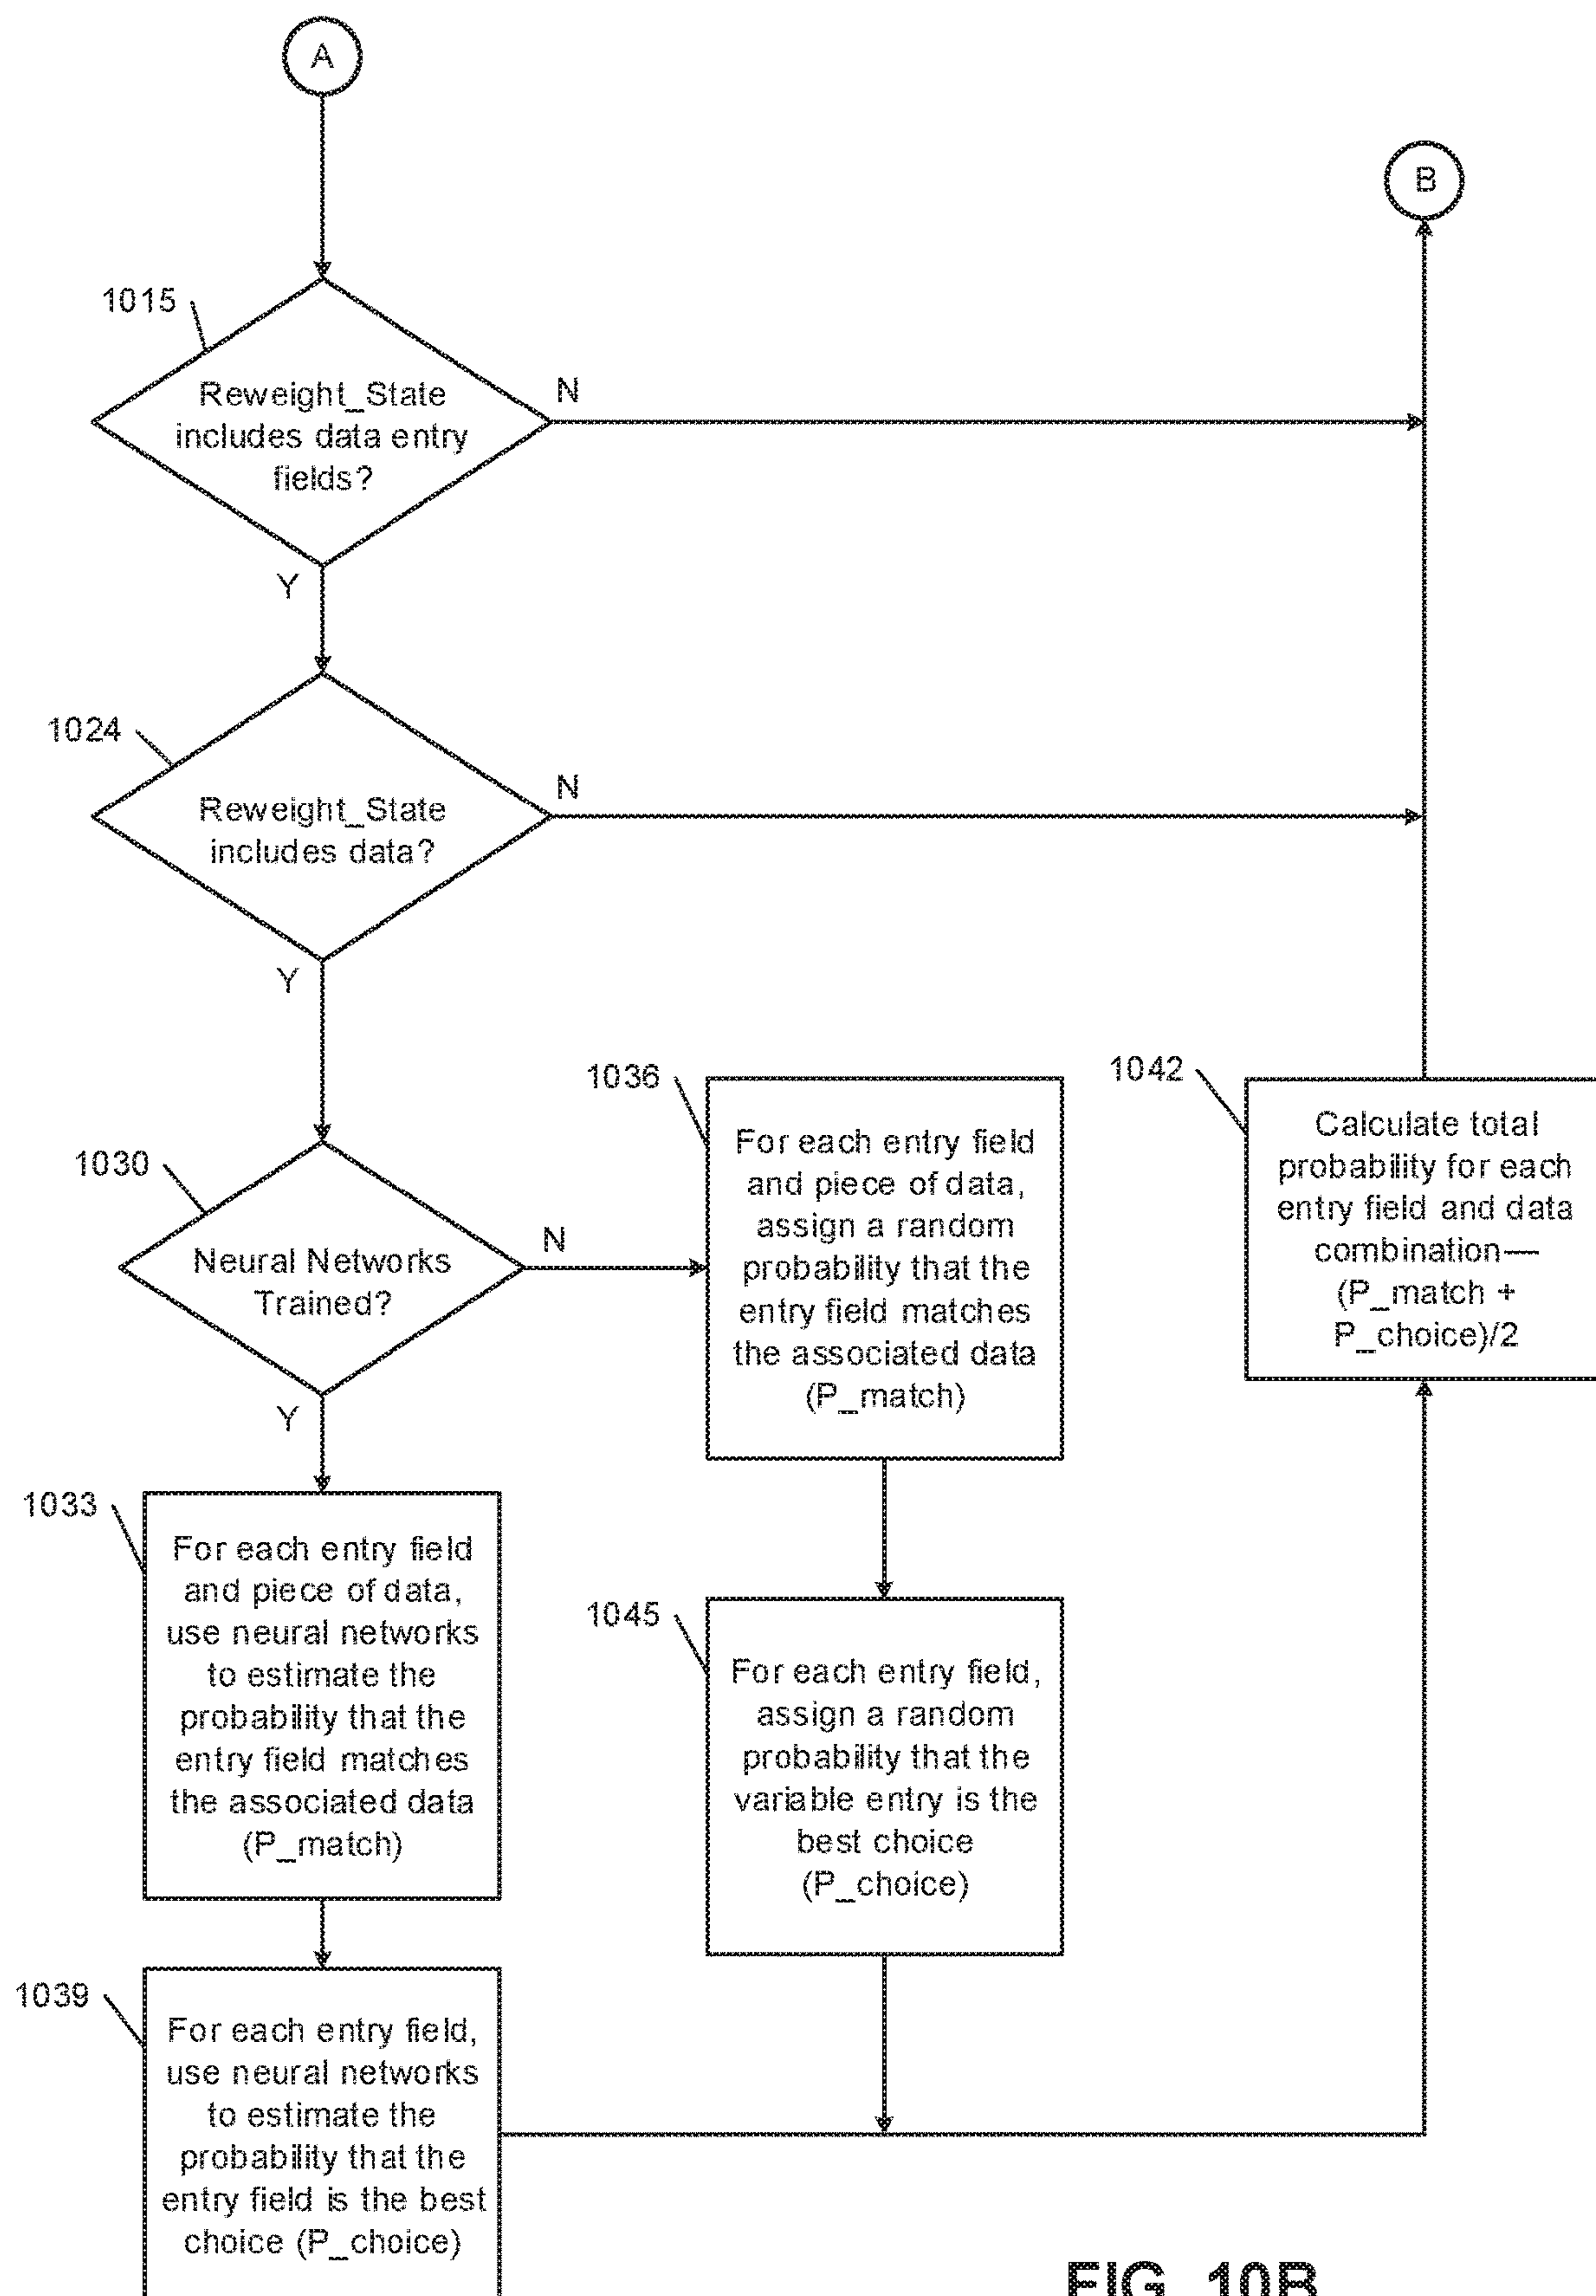 A
B
1015
Reweight_State
includes data entry
fields?
N
Y
1024
Reweight_State
includes data?
N
Y
1030
Neural Networks
Trained?
N
Y
1036
For each entry field
and piece of data,
assign a random
probability that the
entry field matches
the associated data
(P_match)
1042
Calculate total
probability for each
entry field and data
combination—
(P_match +
P_choice)/2
1033
For each entry field
and piece of data,
use neural networks
to estimate the
probability that the
entry field matches
the associated data
(P_match)
1045
For each entry field,
assign a random
probability that the
variable entry is the
best choice
(P_choice)
1039
For each entry field,
use neural networks
to estimate the
probability that the
entry field is the best
choice (P_choice)
FIG. 10B